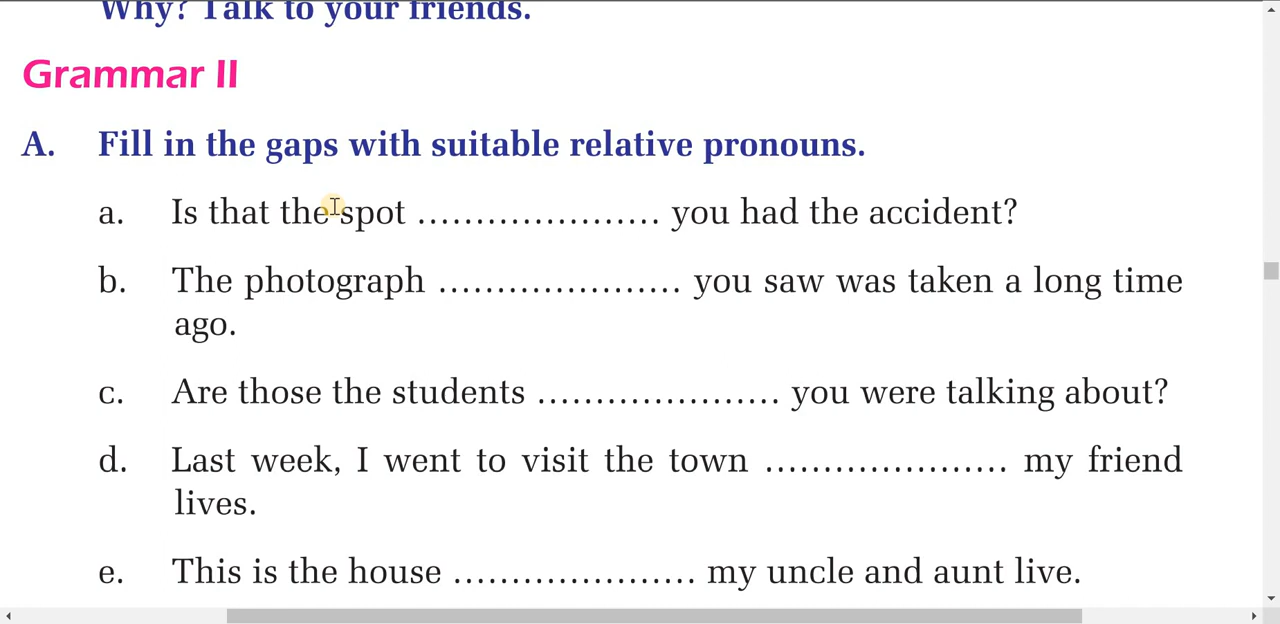 Why? Talk to your friends.
Grammar II
A. Fill in the gaps with suitable relative pronouns.
a. Is that the spot ..................... you had the accident?
b. The photograph ..................... you saw was taken a long time
ago.
c. Are those the students ..................... you were talking about?
d. Last week, I went to visit the town ..................... my friend
lives.
e. This is the house ..................... my uncle and aunt live.